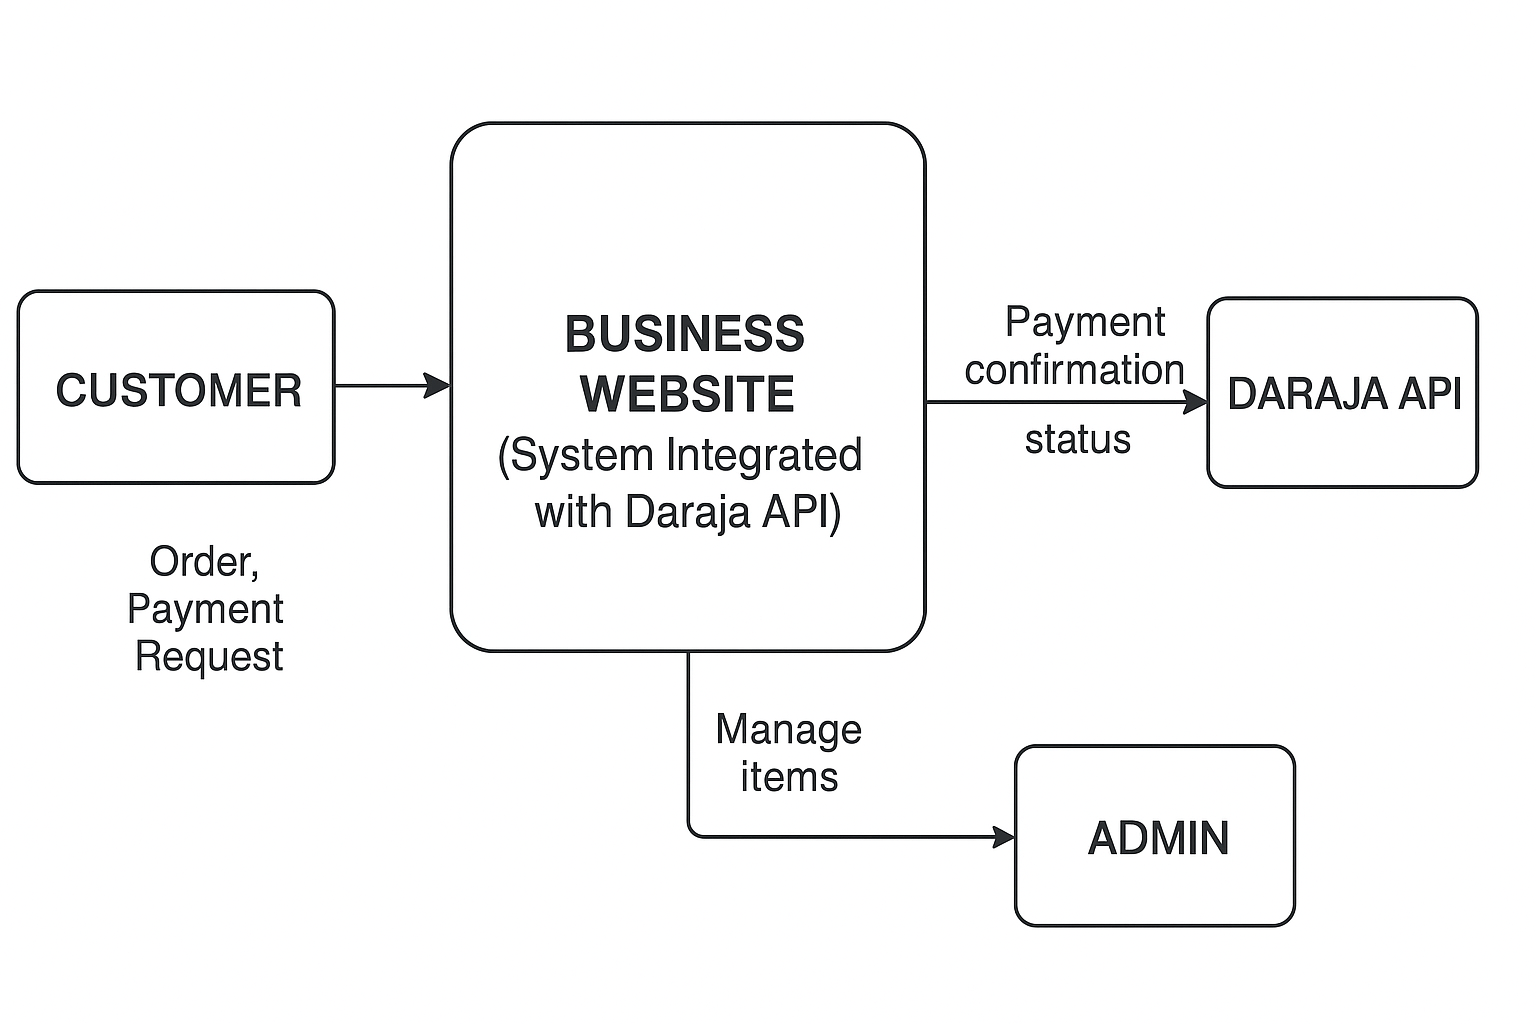 CUSTOMER
Order,
Payment
Request
BUSINESS
WEBSITE
(System Integrated
with Daraja API)
Payment
confirmation
status
DARAJA API
Manage
items
ADMIN